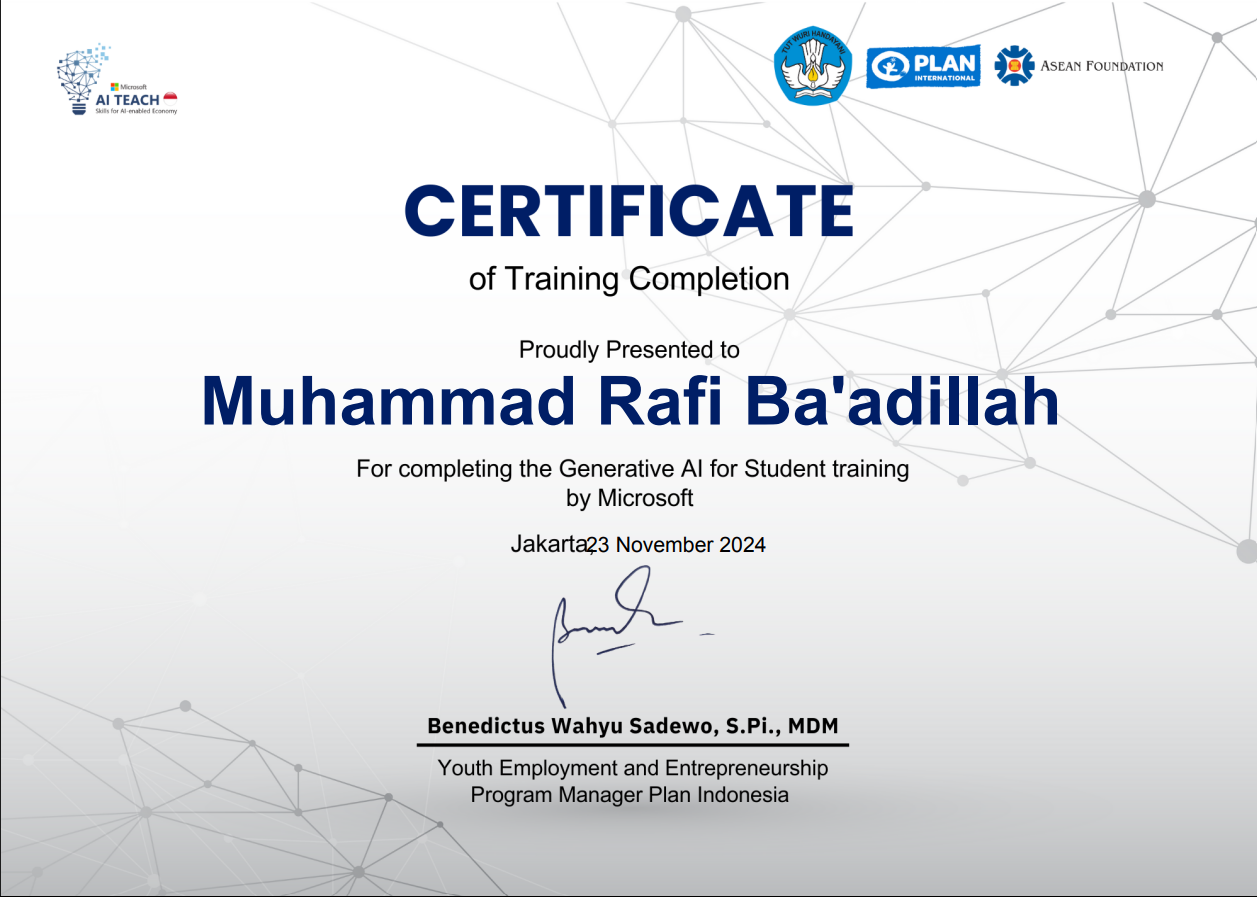 Microsoft
AI TEACH
Skills for AI-enabled Economy
TUT WURI HANDAYANI
PLAN
INTERNATIONAL
ASEAN FOUNDATION
CERTIFICATE
of Training Completion
Proudly Presented to
Muhammad Rafi Ba'adillah
For completing the Generative AI for Student training
by Microsoft
Jakarta, 23 November 2024
Benedictus Wahyu Sadewo, S.Pi., MDM
Youth Employment and Entrepreneurship
Program Manager Plan Indonesia